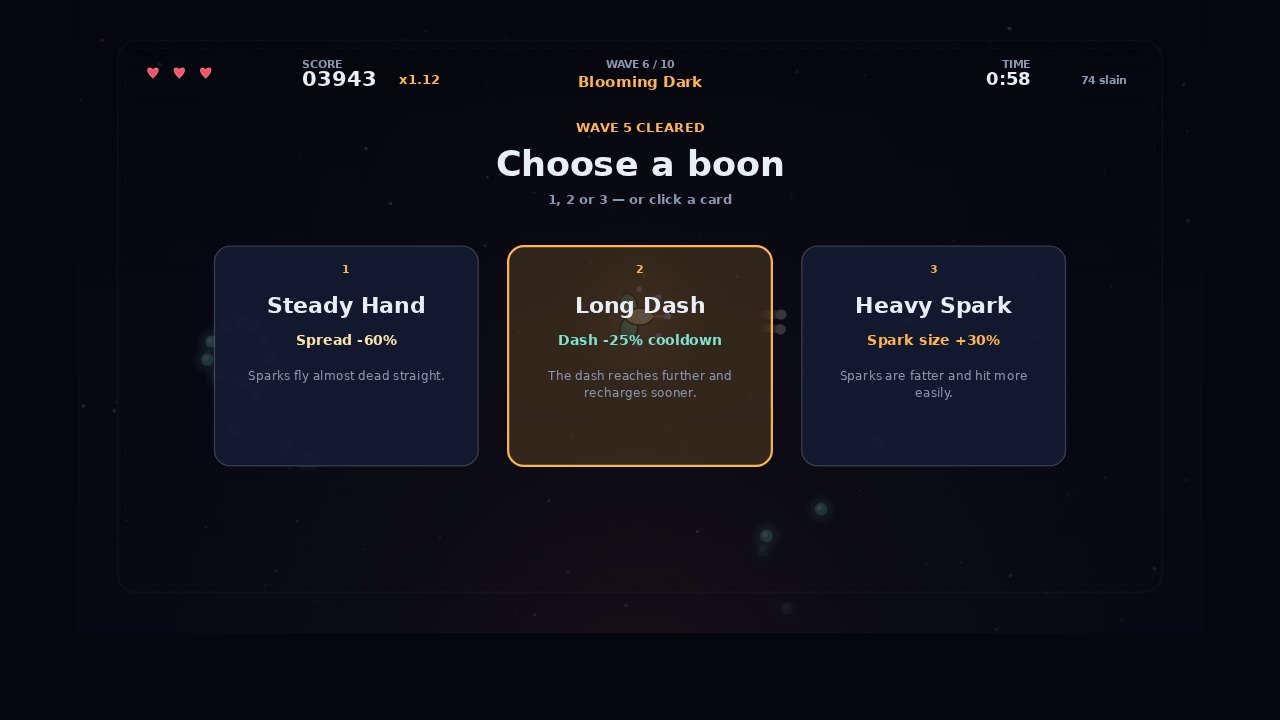 SCORE
03943
x1.12
WAVE 6 / 10
Blooming Dark
TIME
0:58
74 slain
WAVE 5 CLEARED
Choose a boon
1, 2 or 3 — or click a card
1
Steady Hand
Spread -60%
Sparks fly almost dead straight.
2
Long Dash
Dash -25% cooldown
The dash reaches further and
recharges sooner.
3
Heavy Spark
Spark size +30%
Sparks are fatter and hit more
easily.